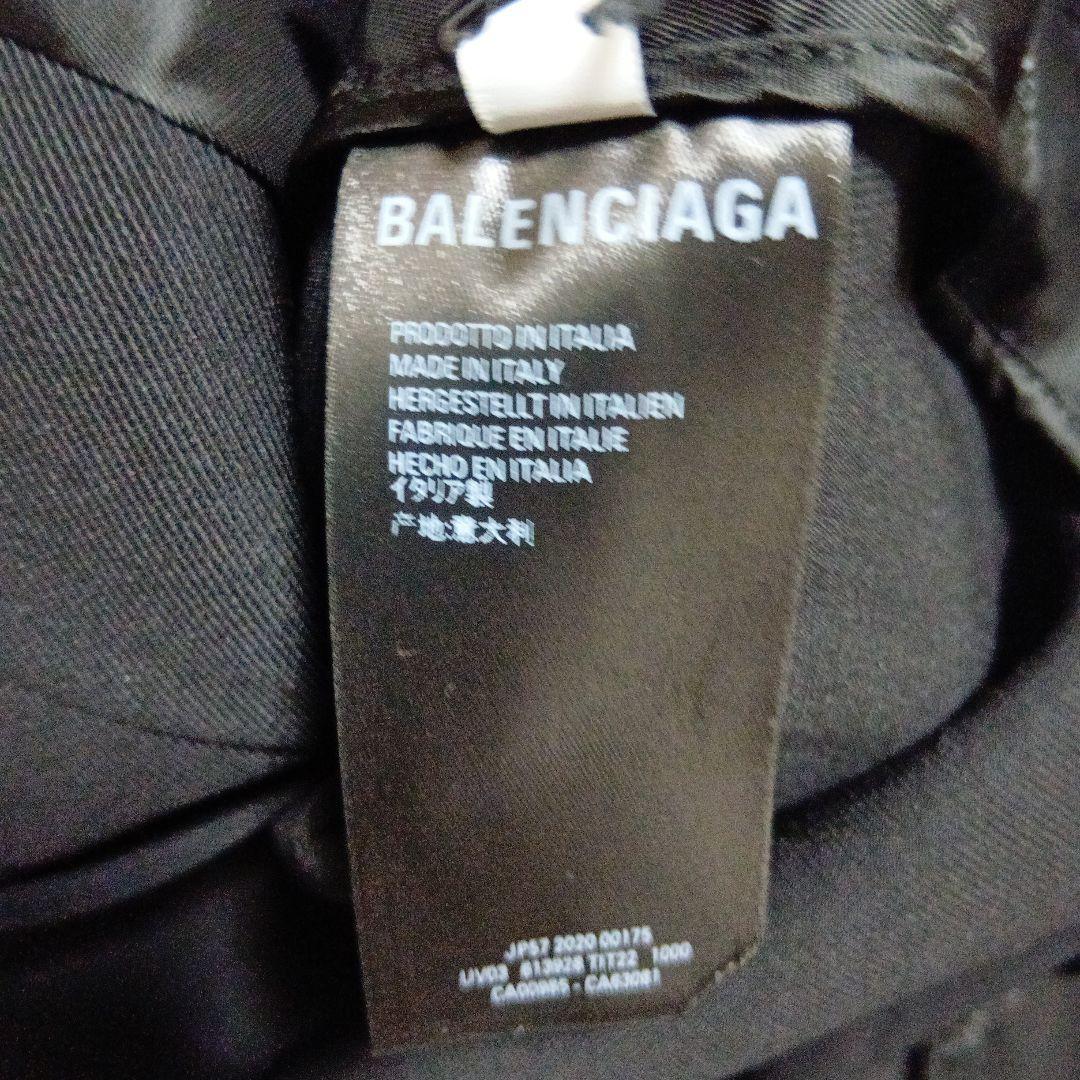 BALENCIAGA
PRODOTTO IN ITALIA
MADE IN ITALY
HERGESTELLT IN ITALIEN
FABRIQUE EN ITALIE
HECHO EN ITALIA
イタリア製
产地:意大利
JP57 2020 00175
UV03 613928 TIT22 1000
CA00965 - CA63081